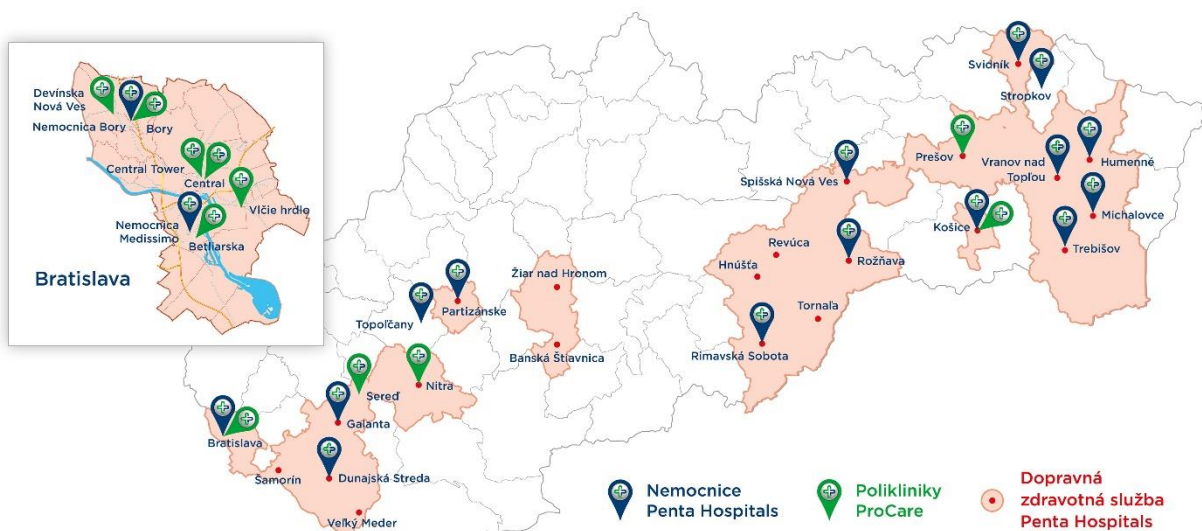 Devínska
Nová Ves
Nemocnica Bory
Bory
Central Tower
Central
Vlčie hrdlo
Nemocnica
Medissimo
Betliarska
Bratislava
Svidník
Stropkov
Prešov
Vranov nad
Topľou
Humenné
Spišská Nová Ves
Michalovce
Košice
Trebišov
Revúca
Hnúšťa
Rožňava
Žiar nad Hronom
Tornaľa
Topoľčany
Partizánske
Banská Štiavnica
Rimavská Sobota
Nitra
Sereď
Galanta
Bratislava
Šamorín
Dunajská Streda
Veľký Meder
Nemocnice
Penta Hospitals
Polikliniky
ProCare
Dopravná
zdravotná služba
Penta Hospitals